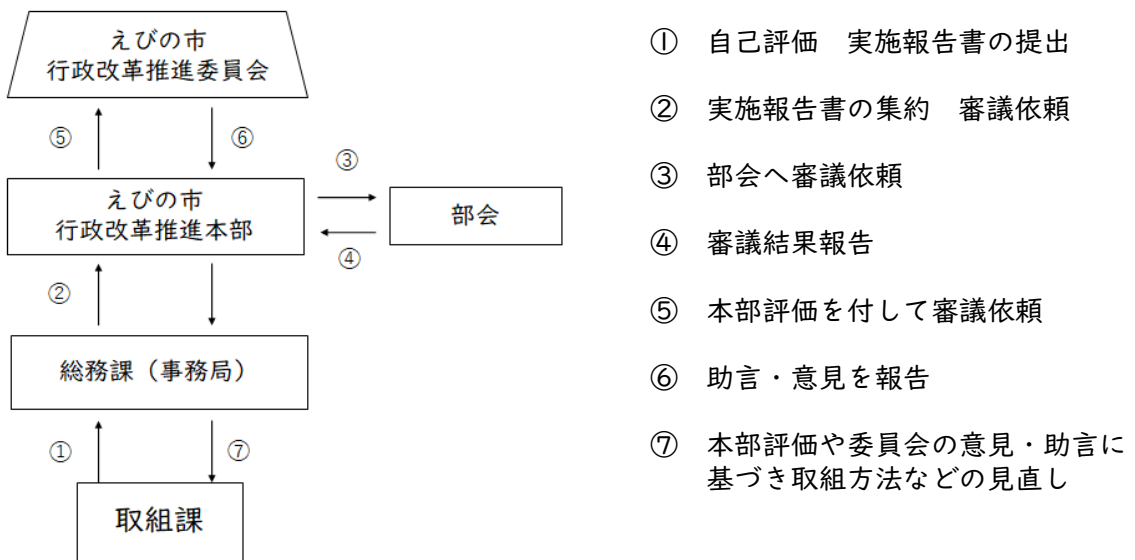 えびの市
行政改革推進委員会
⑤
⑥
③
えびの市
行政改革推進本部
部会
④
②
総務課（事務局）
①
⑦
取組課
① 自己評価　実施報告書の提出
② 実施報告書の集約　審議依頼
③ 部会へ審議依頼
④ 審議結果報告
⑤ 本部評価を付して審議依頼
⑥ 助言・意見を報告
⑦ 本部評価や委員会の意見・助言に
基づき取組方法などの見直し